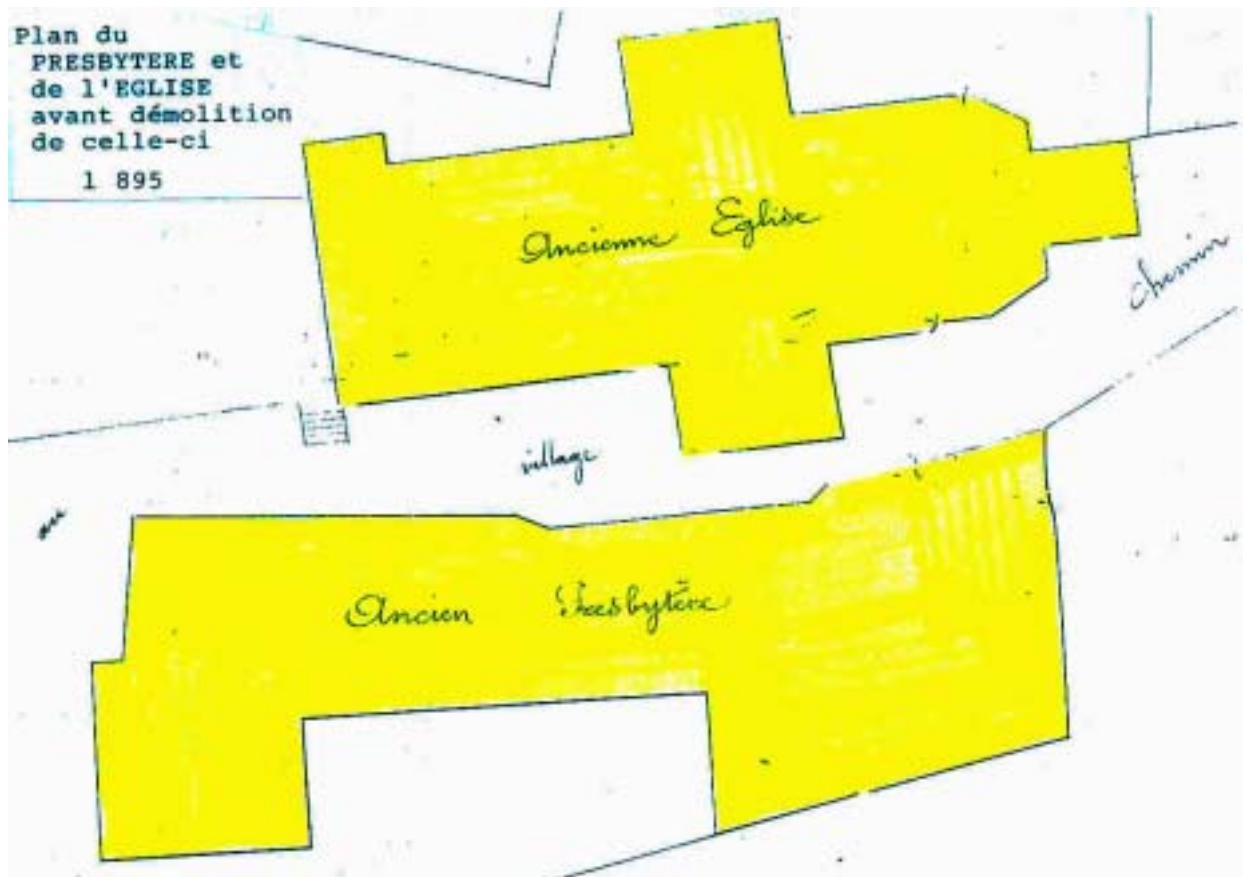 Plan du
PRESBYTERE et
de l'EGLISE
avant démolition
de celle-ci
1 895
Ancienne Eglise
chemin
village
au
Ancien Presbytère